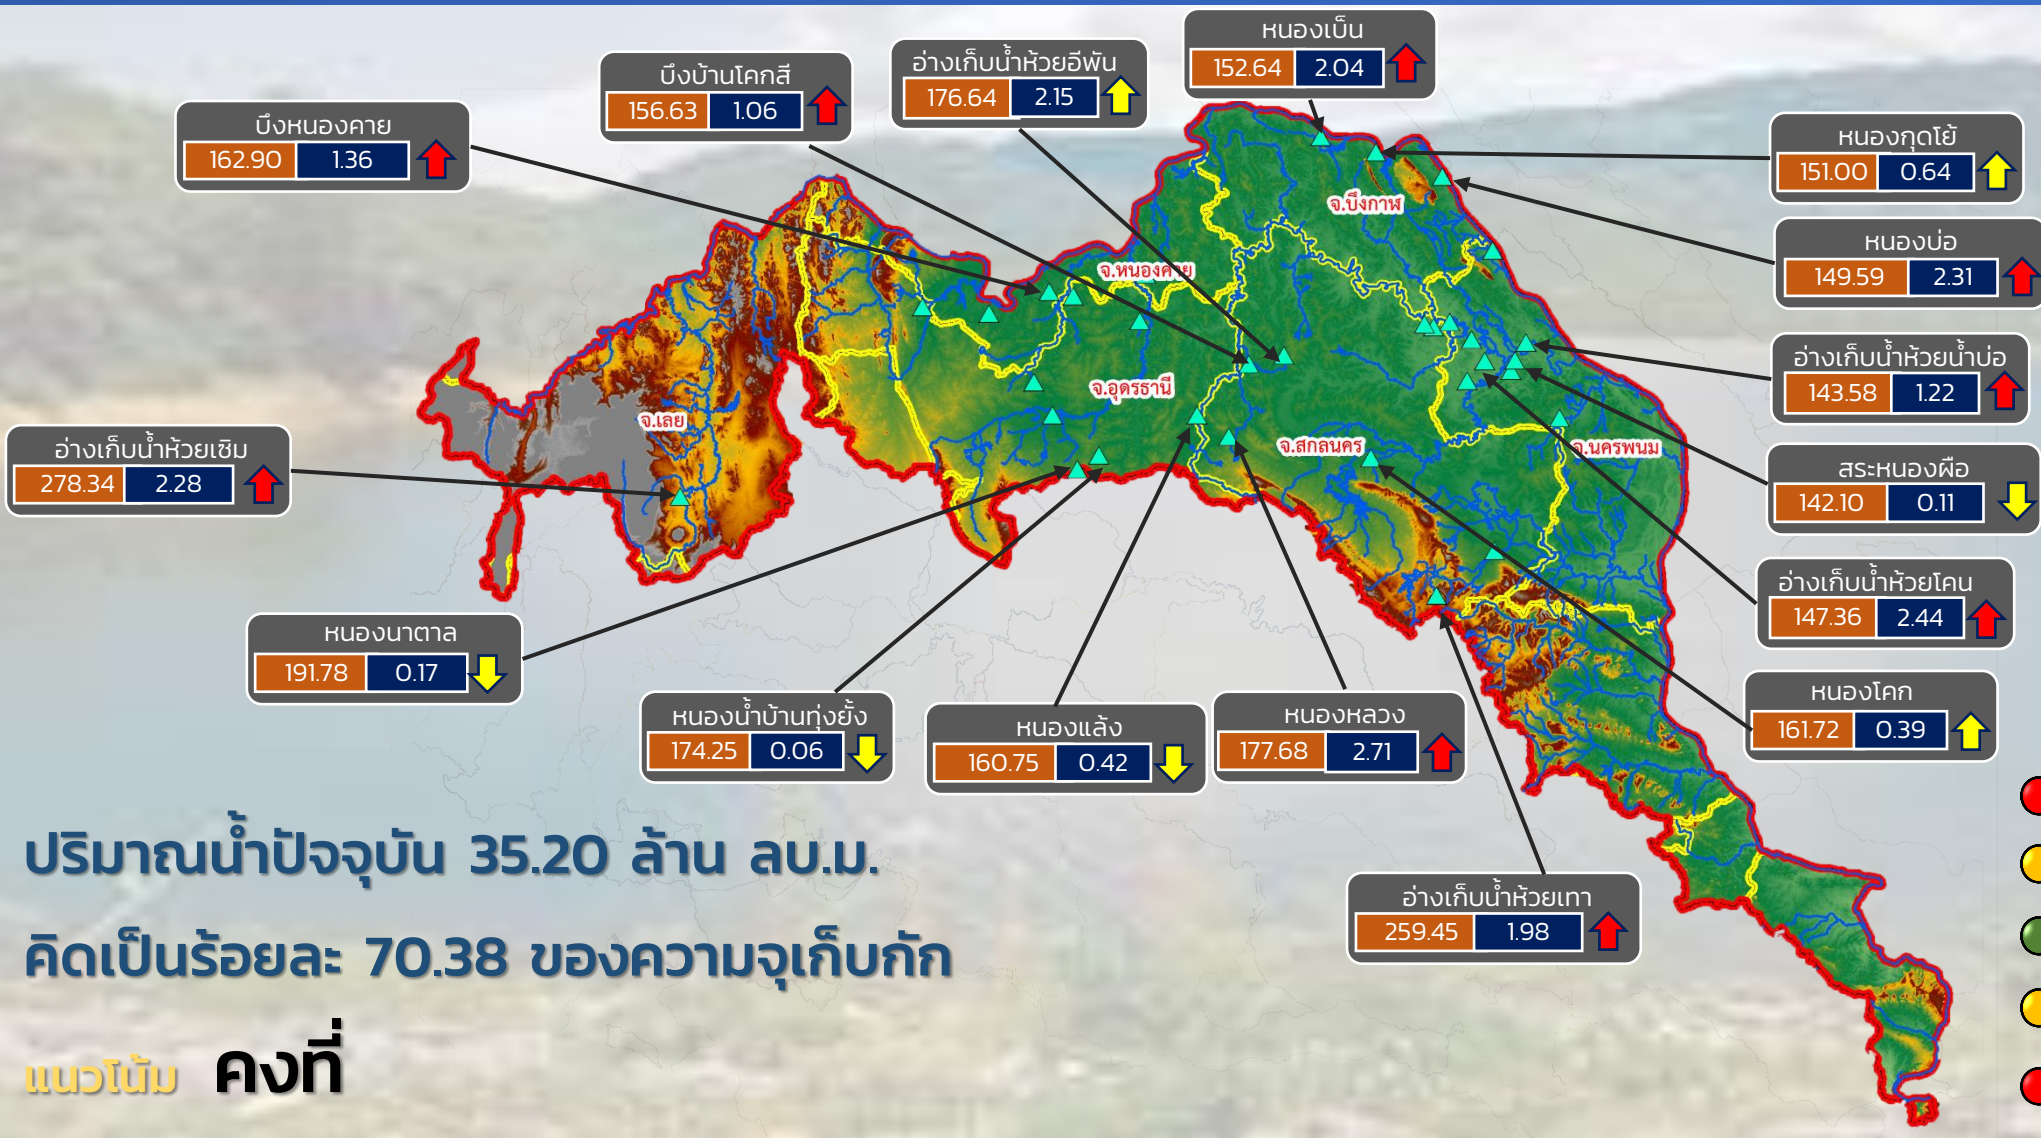 หนองเบ็น
152.64 2.04
อ่างเก็บน้ำห้วยอีพัน
176.64 2.15
บึงบ้านโคกสี
156.63 1.06
บึงหนองคาย
162.90 1.36
หนองกุดโย้
151.00 0.64
หนองบ่อ
149.59 2.31
อ่างเก็บน้ำห้วยน้ำบ่อ
143.58 1.22
สระหนองผือ
142.10 0.11
อ่างเก็บน้ำห้วยโคน
147.36 2.44
หนองโคก
161.72 0.39
อ่างเก็บน้ำห้วยเซิม
278.34 2.28
หนองนาตาล
191.78 0.17
หนองน้ำบ้านทุ่งยั้ง
174.25 0.06
หนองแล้ง
160.75 0.42
หนองหลวง
177.68 2.71
อ่างเก็บน้ำห้วยเทา
259.45 1.98
จ.บึงกาฬ
จ.หนองคาย
จ.อุดรธานี
จ.เลย
จ.สกลนคร
จ.นครพนม
ปริมาณน้ำปัจจุบัน 35.20 ล้าน ลบ.ม.
คิดเป็นร้อยละ 70.38 ของความจุเก็บกัก
แนวโน้ม คงที่